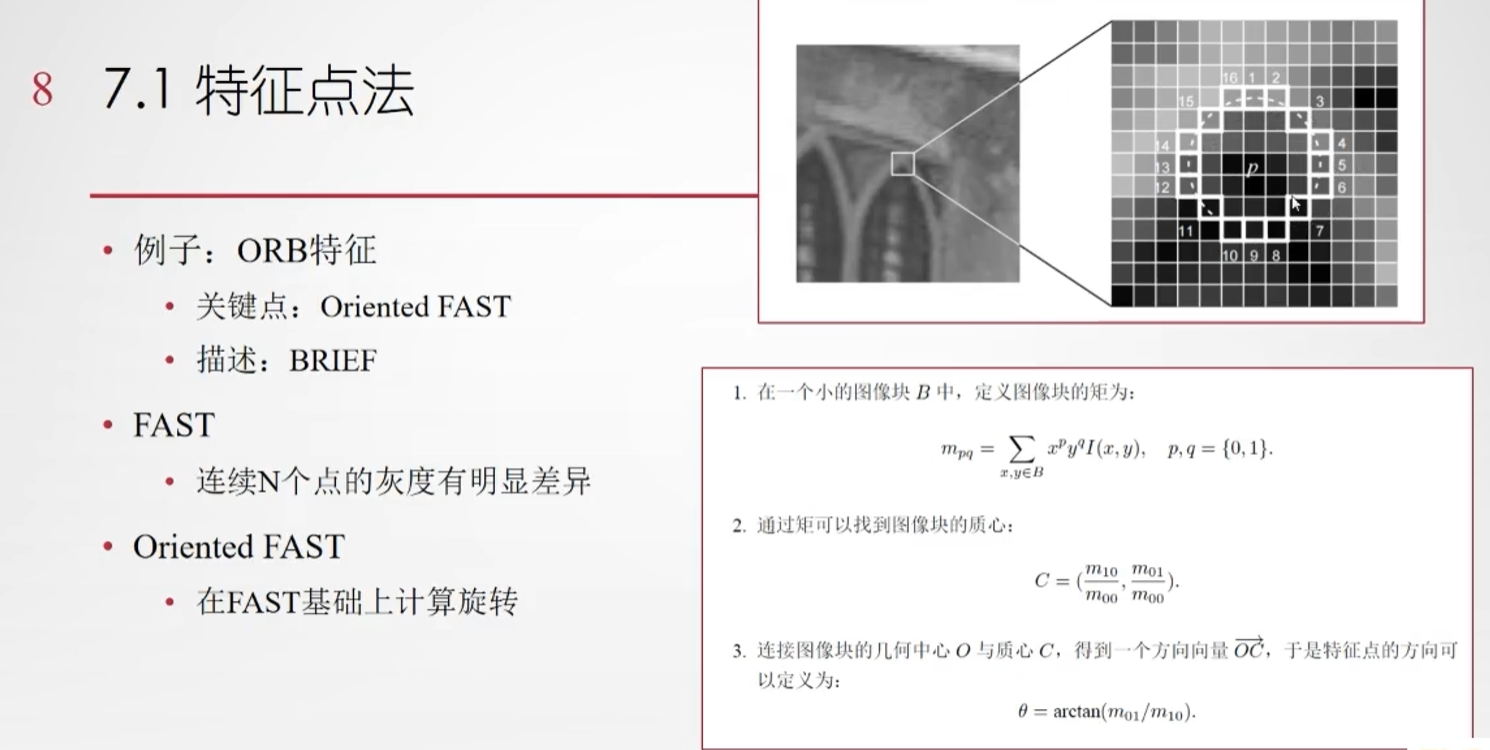 8 7.1 特征点法
• 例子：ORB特征
• 关键点：Oriented FAST
• 描述：BRIEF
• FAST
• 连续N个点的灰度有明显差异
• Oriented FAST
• 在FAST基础上计算旋转
16 1 2
15 3
14 4
13 p 5
12 6
11 7
10 9 8
1. 在一个小的图像块 B 中，定义图像块的矩为：
m_{pq} = \sum_{x,y∈B} x^p y^q I(x, y), p, q = {0, 1}.
2. 通过矩可以找到图像块的质心：
C = (\frac{m_{10}}{m_{00}}, \frac{m_{01}}{m_{00}}).
3. 连接图像块的几何中心 O 与质心 C，得到一个方向向量 \overrightarrow{OC}，于是特征点的方向可
以定义为：
θ = arctan(m_{01}/m_{10}).